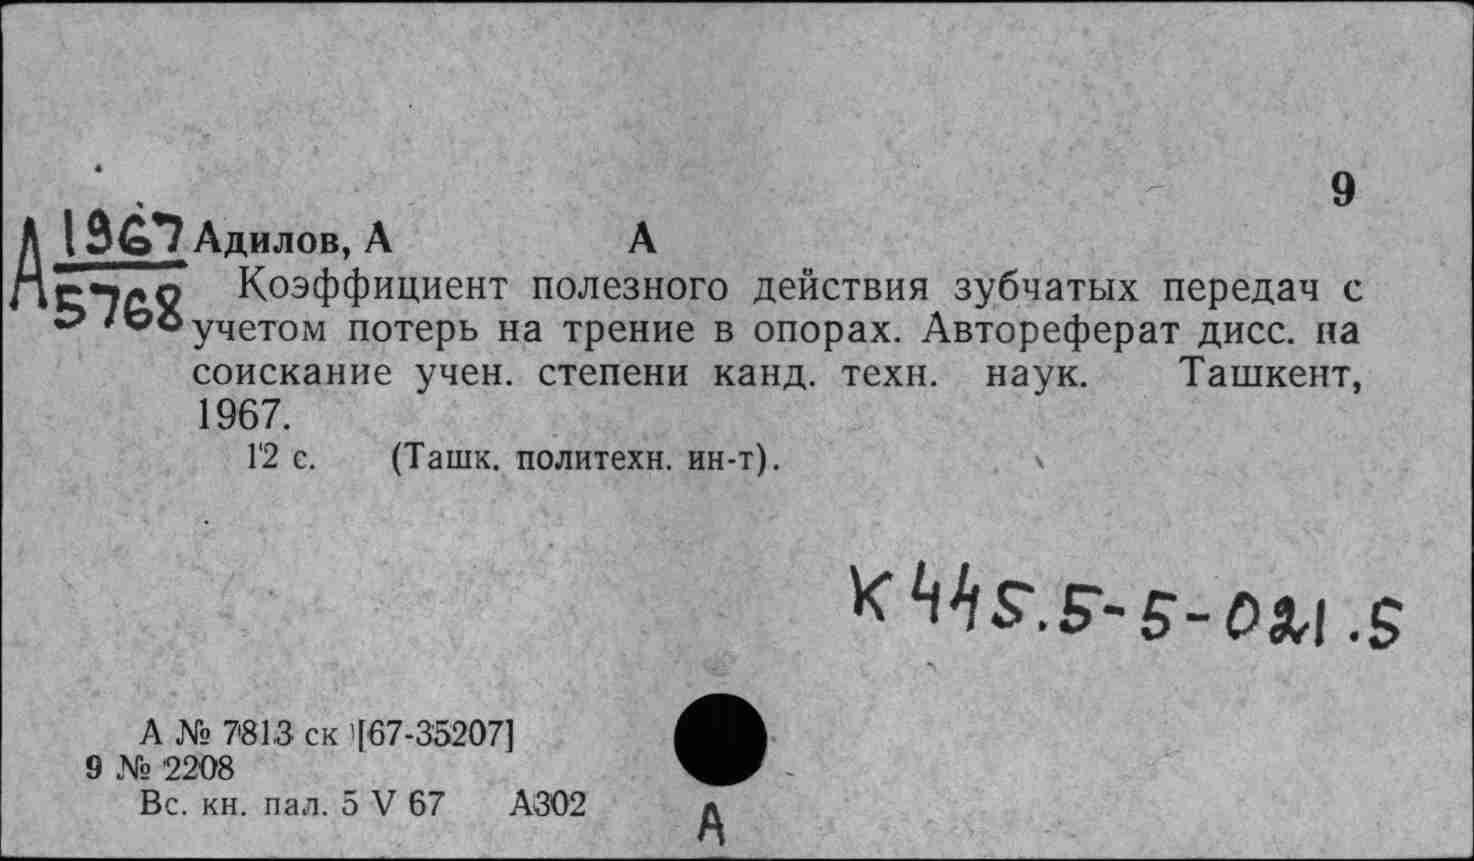 9
А 1967
5768
Адилов, А А
Коэффициент полезного действия зубчатых передач с
учетом потерь на трение в опорах. Автореферат дисс. на
соискание учен. степени канд. техн. наук. Ташкент,
1967.
12 с. (Ташк. политехн. ин-т).
К445.5-5-021.5
А № 7813 ск [67-35207]
9 № 2208
Вс. кн. пал. 5 V 67 А302
А